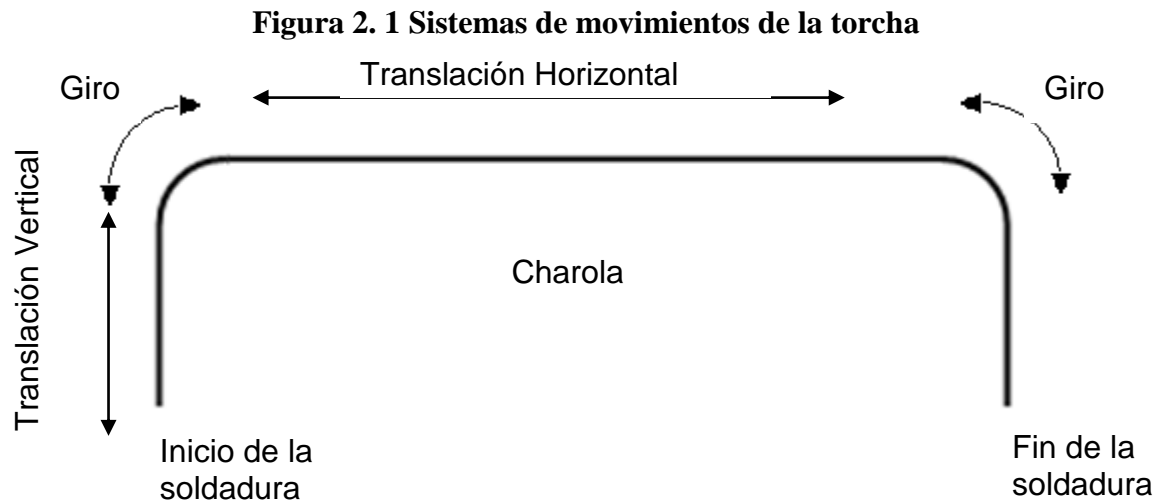 Figura 2. 1 Sistemas de movimientos de la torcha
Translación Horizontal
Giro
Giro
Translación Vertical
Charola
Inicio de la
soldadura
Fin de la
soldadura